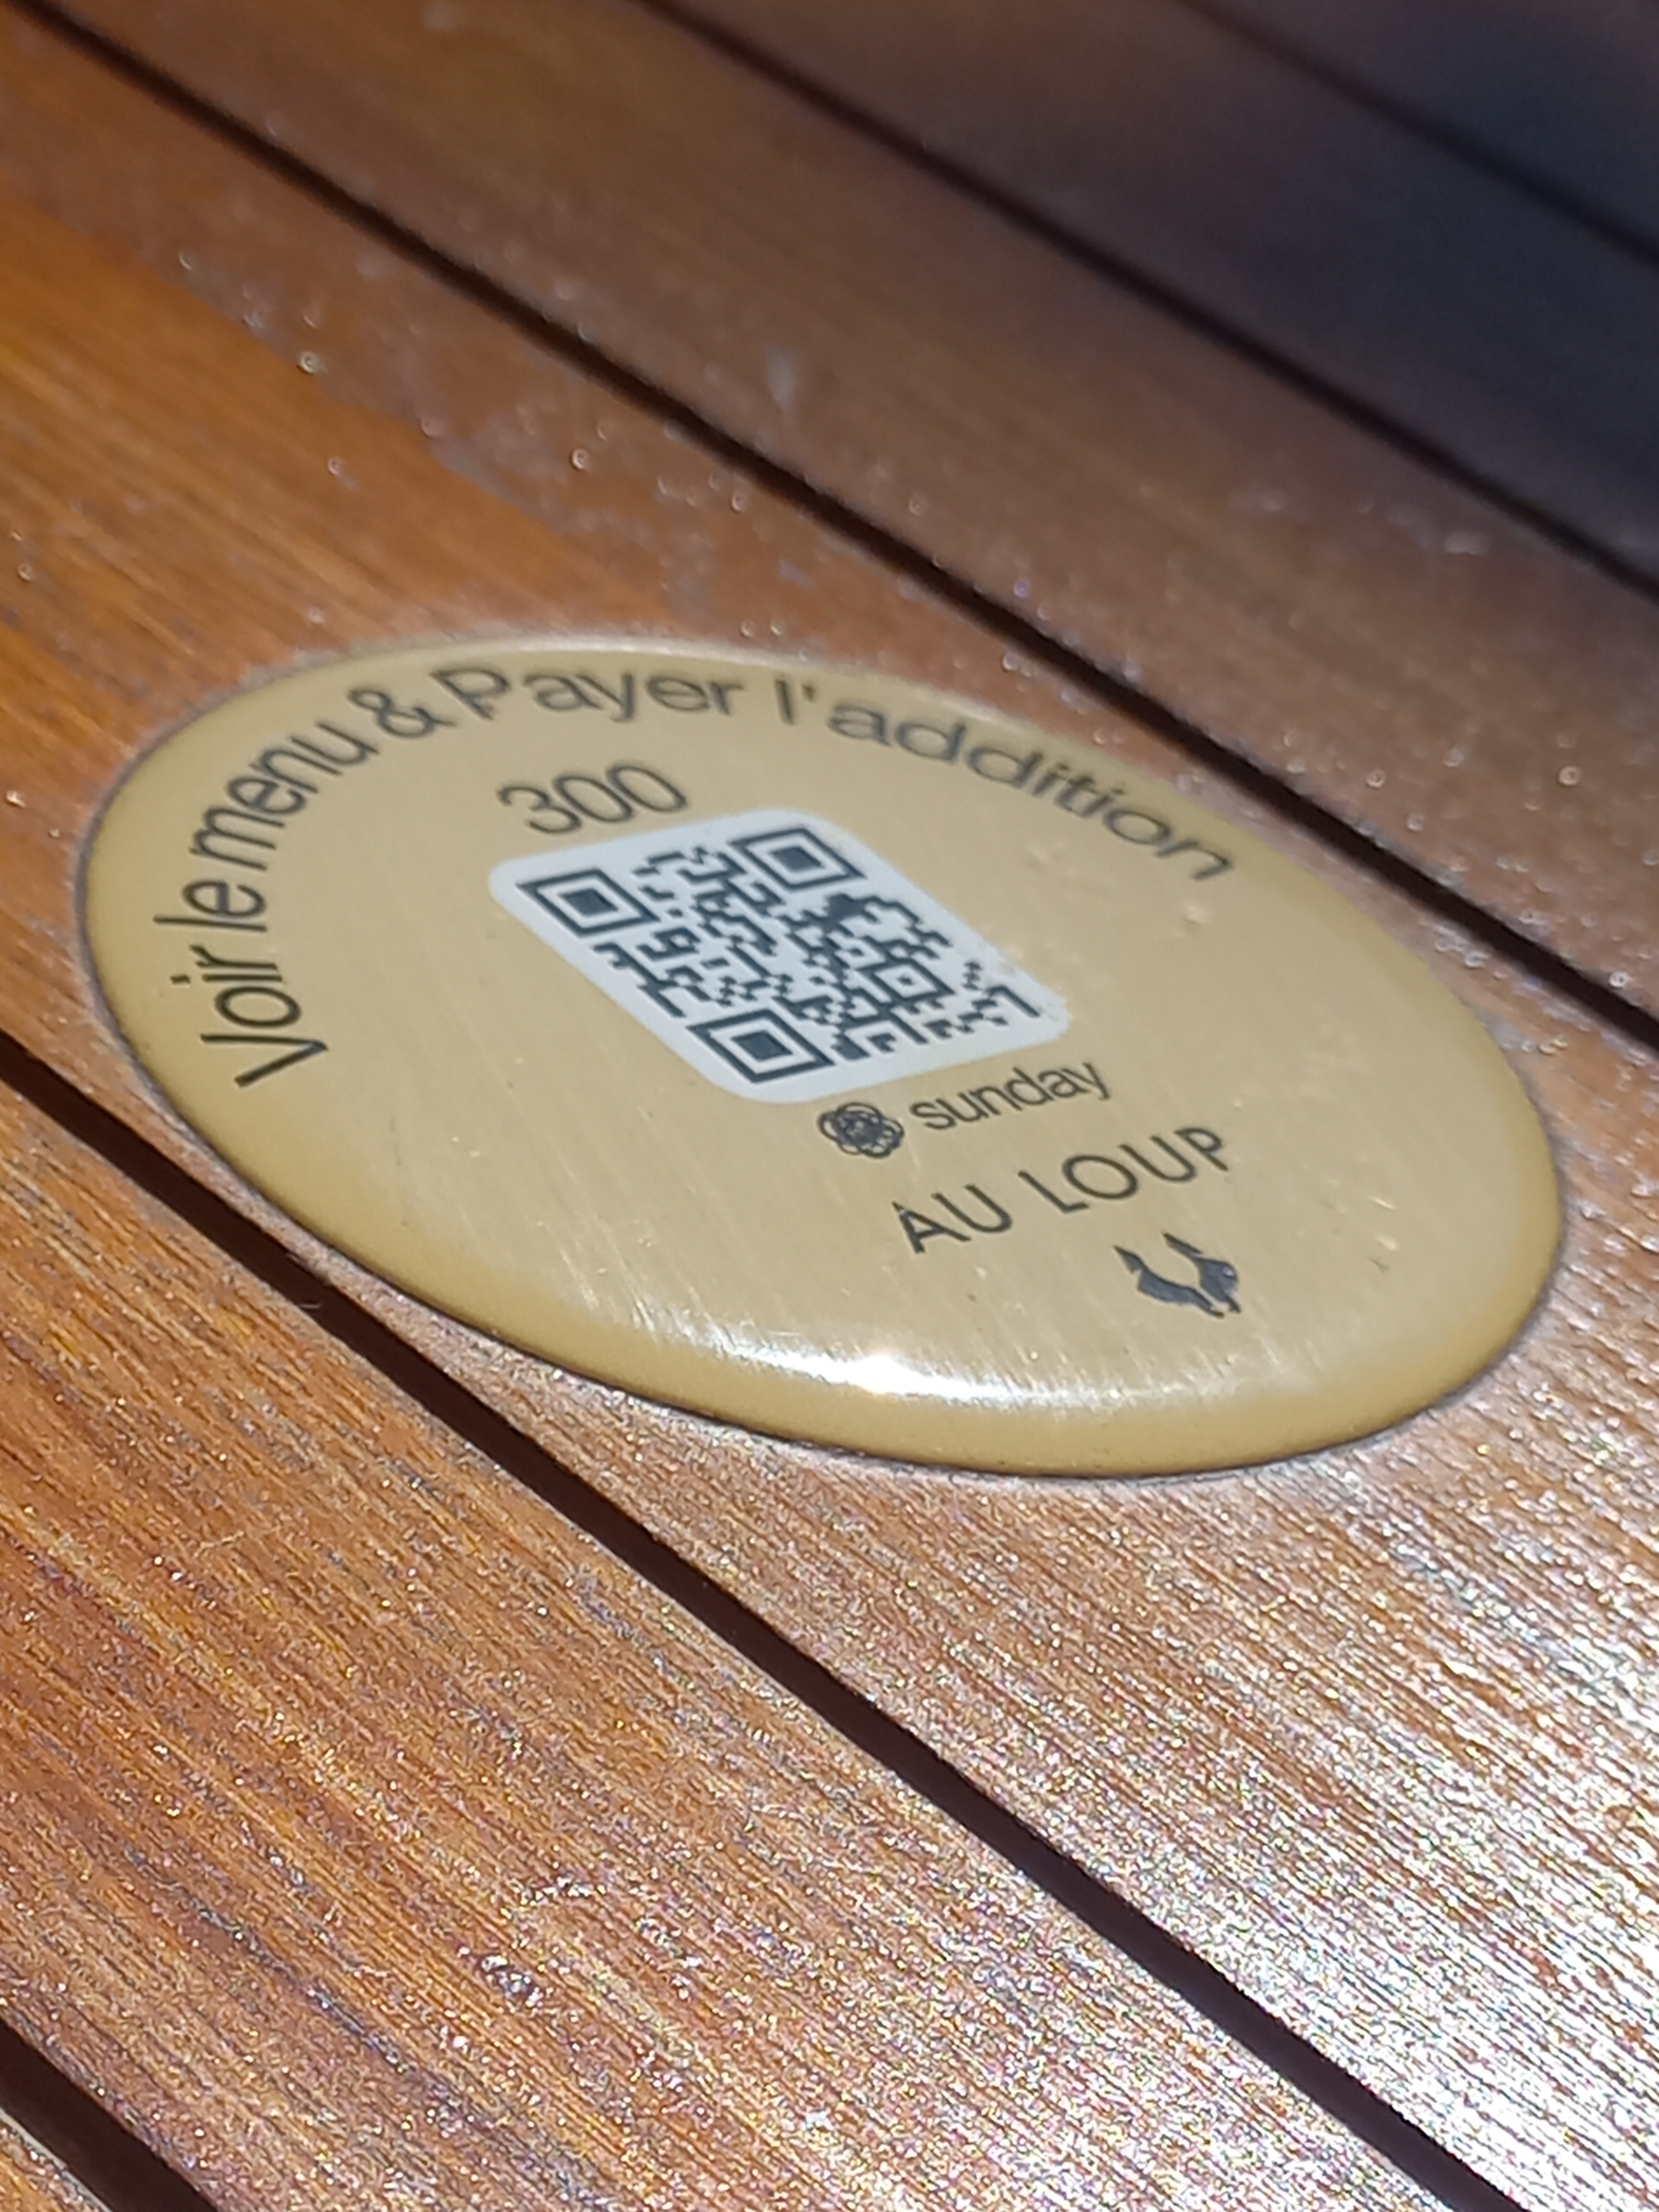 Voir le menu & Payer l'addition
300
sunday
AU LOUP